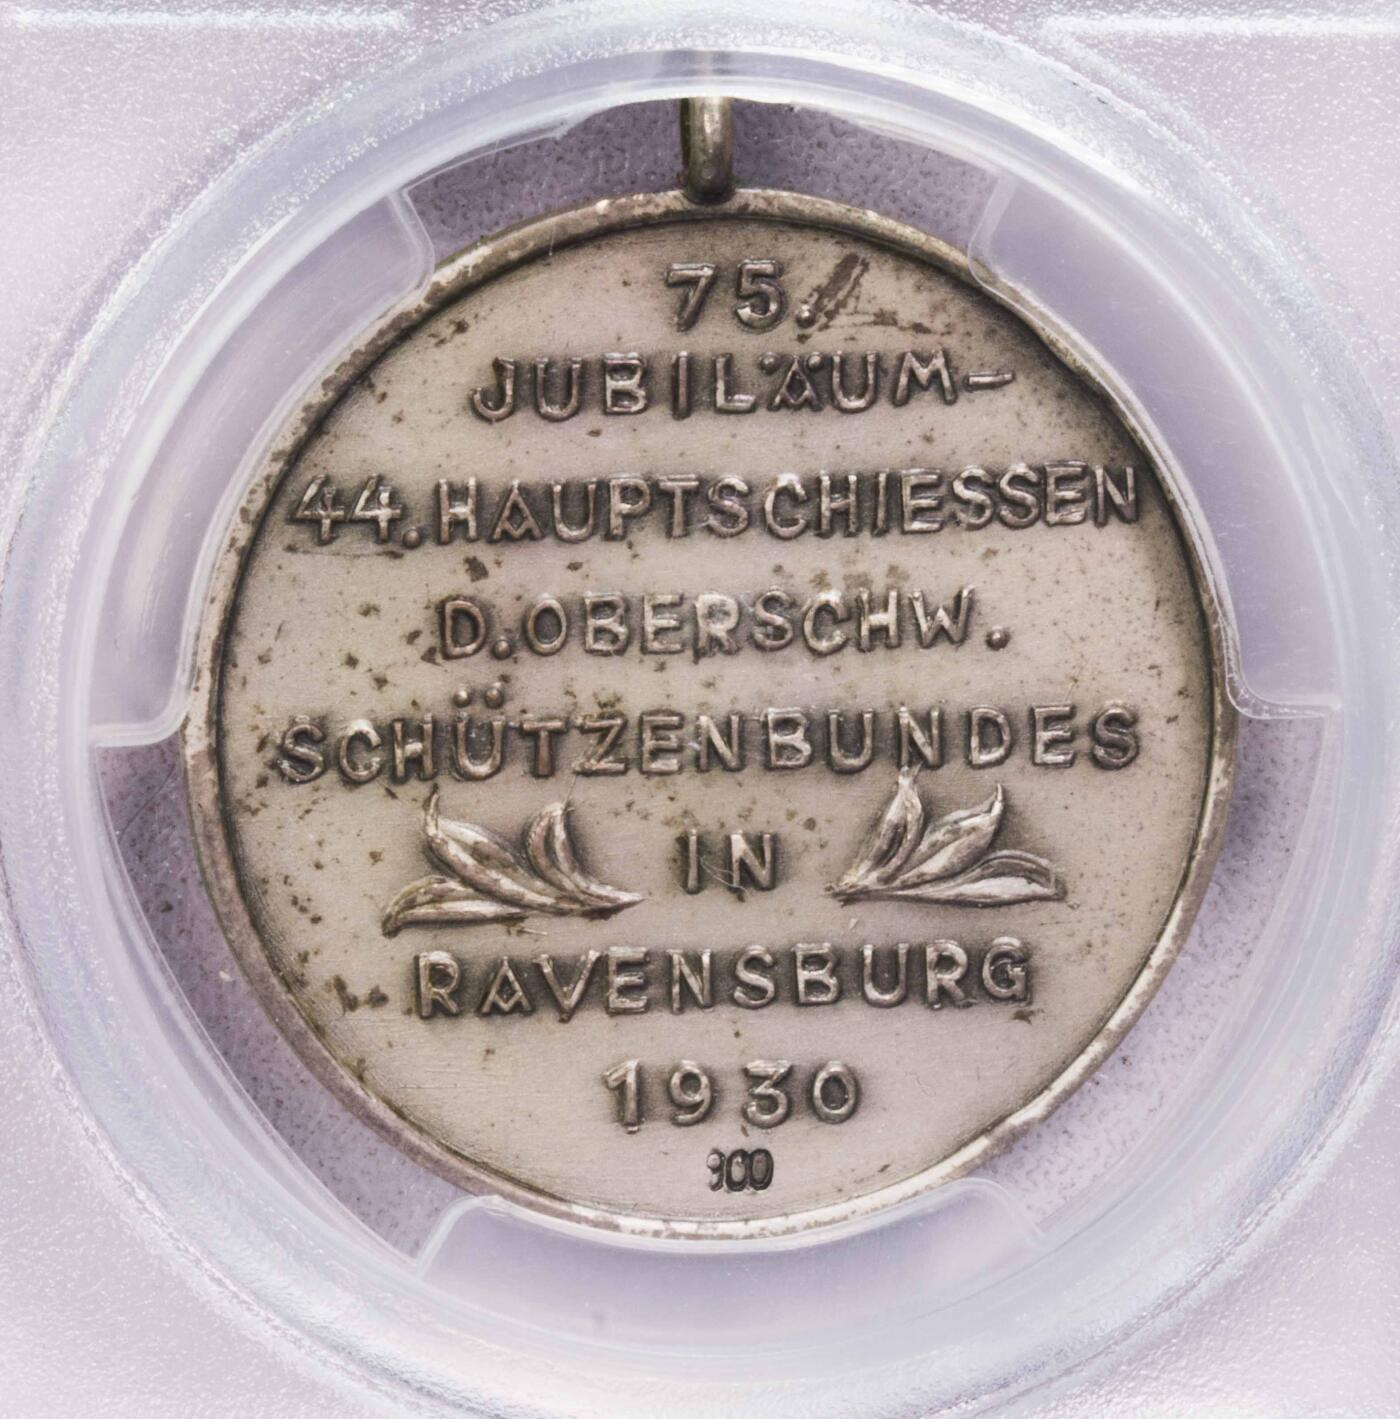 75.
JUBILÄUM-
44. HAUPTSCHIESSEN
D. OBERSCHW.
SCHÜTZENBUNDES
IN
RAVENSBURG
1930
900